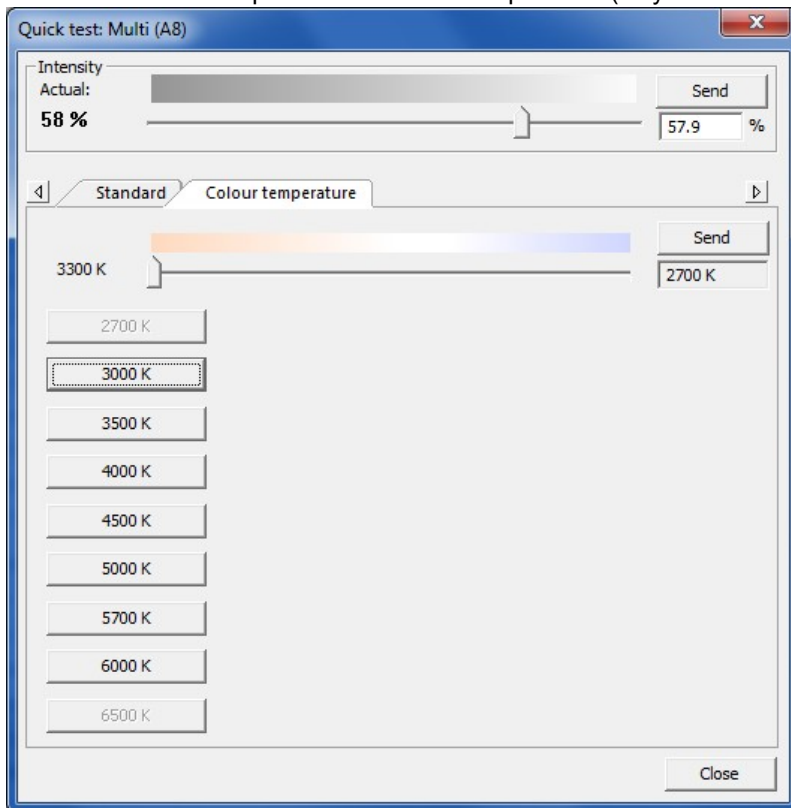 Quick test: Multi (A8)
Intensity
Actual:
58 %
Send
57.9 %
Standard
Colour temperature
3300 K
Send
2700 K
2700 K
3000 K
3500 K
4000 K
4500 K
5000 K
5700 K
6000 K
6500 K
Close